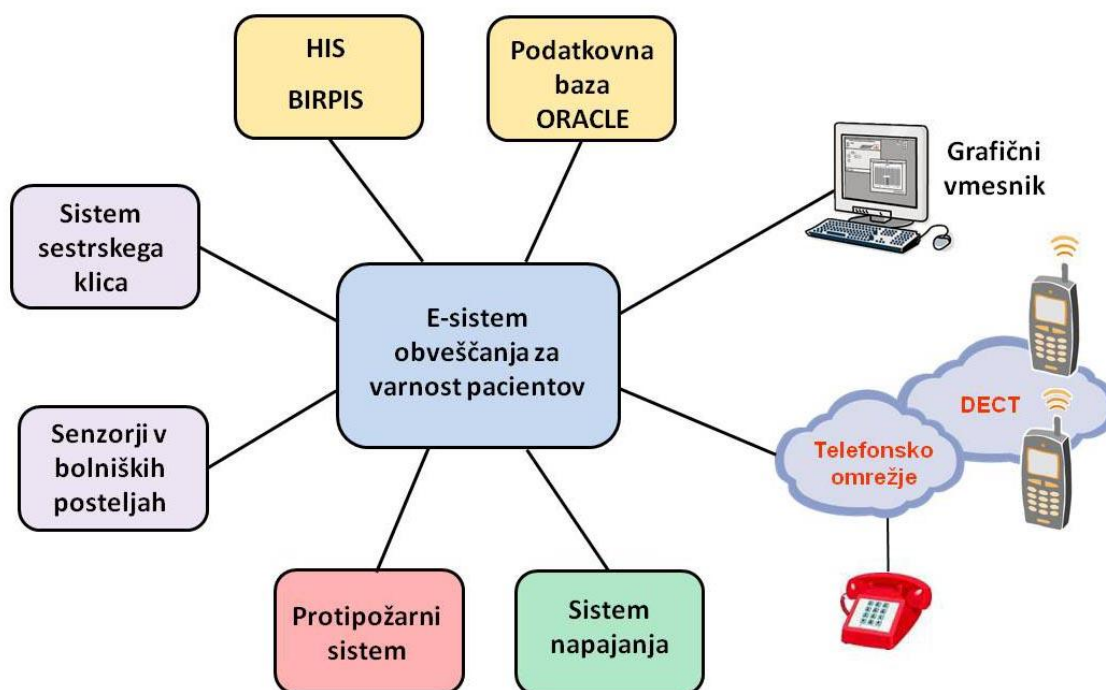 HIS
BIRPIS
Podatkovna
baza
ORACLE
Grafični
vmesnik
Sistem
sestrskega
klica
E-sistem
obveščanja za
varnost pacientov
DECT
Telefonsko
omrežje
Senzorji v
bolniških
posteljah
Protipožarni
sistem
Sistem
napajanja